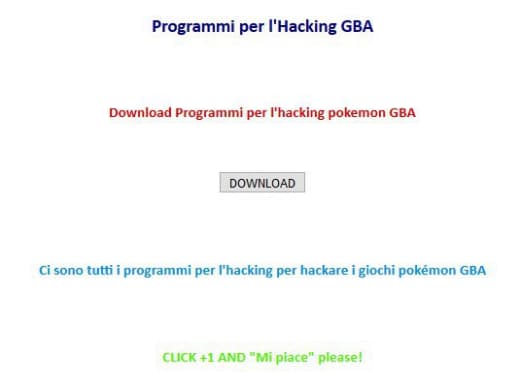 Programmi per l'Hacking GBA
Download Programmi per l'hacking pokemon GBA
DOWNLOAD
Ci sono tutti i programmi per l'hacking per hackare i giochi pokémon GBA
CLICK +1 AND "Mi piace" please!